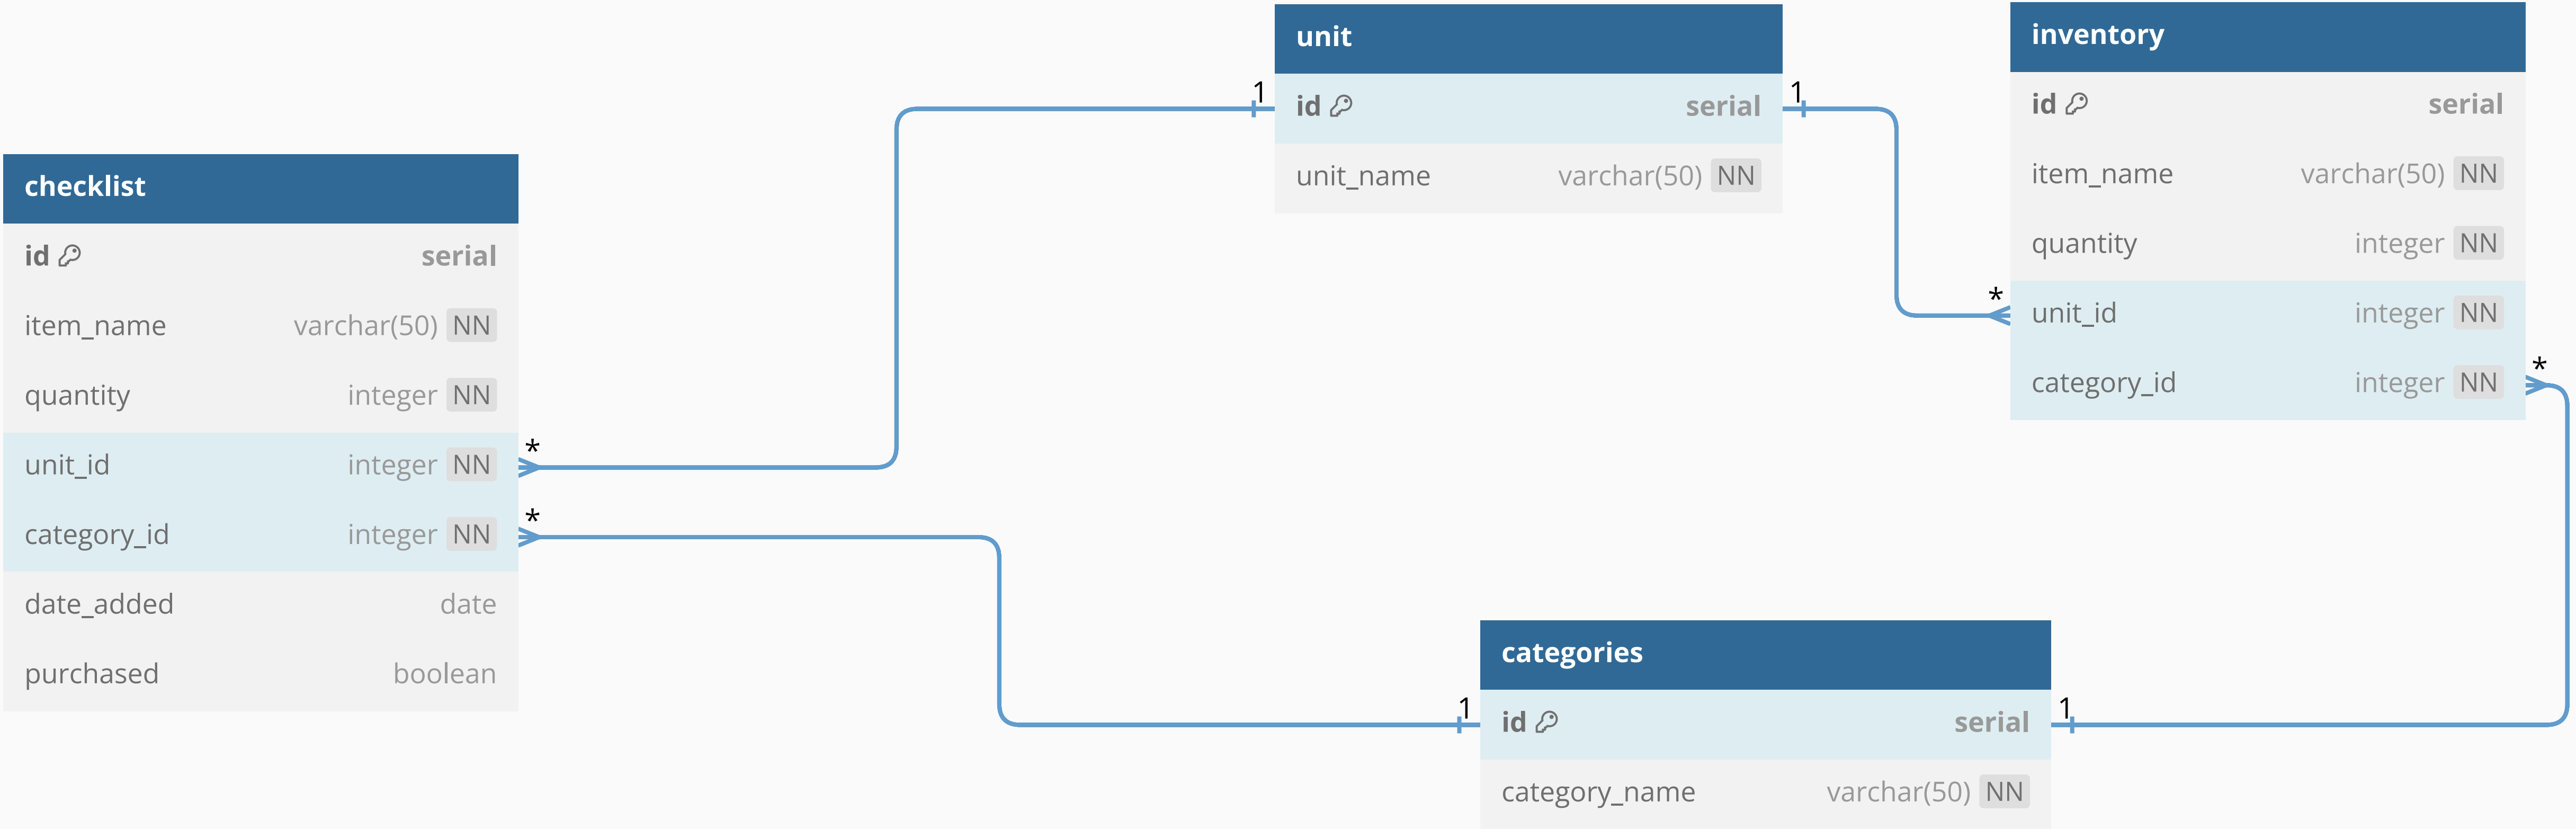 checklist
id serial
item_name varchar(50) NN
quantity integer NN
unit_id integer NN
*
category_id integer NN
*
date_added date
purchased boolean
unit
1
id serial
1
unit_name varchar(50) NN
inventory
id serial
item_name varchar(50) NN
quantity integer NN
*
unit_id integer NN
*
category_id integer NN
categories
1
id serial
1
category_name varchar(50) NN